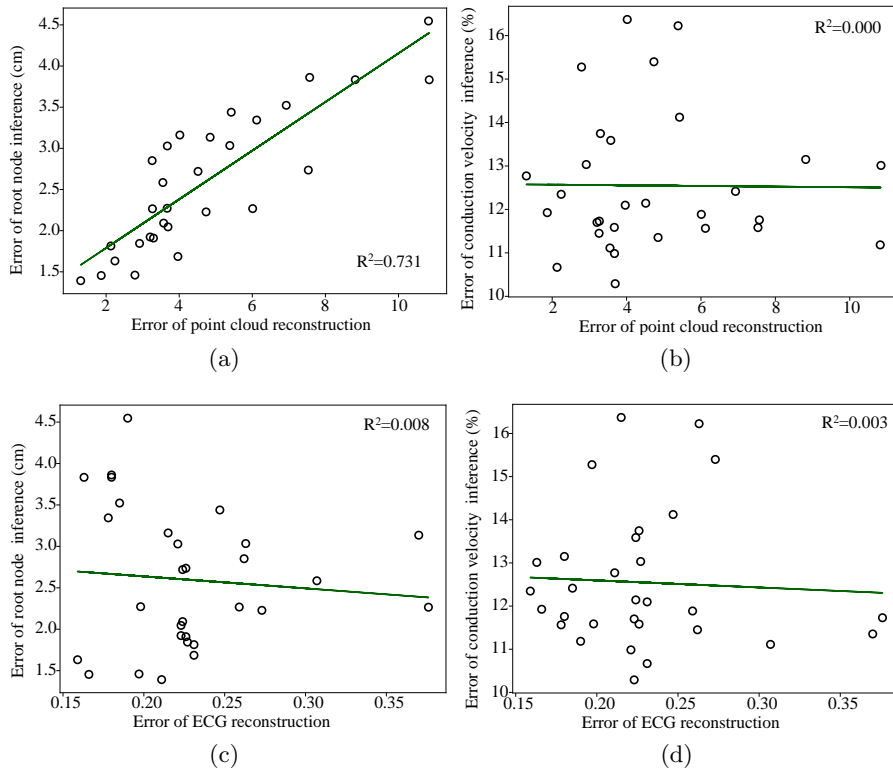 4.5
4.0
3.5
3.0
2.5
2.0
1.5
Error of root node inference (cm)
R²=0.731
2 4 6 8 10
Error of point cloud reconstruction
(a)
16
15
14
13
12
11
10
Error of conduction velocity inference (%)
R²=0.000
2 4 6 8 10
Error of point cloud reconstruction
(b)
4.5
4.0
3.5
3.0
2.5
2.0
1.5
Error of root node inference (cm)
R²=0.008
0.15 0.20 0.25 0.30 0.35
Error of ECG reconstruction
(c)
16
15
14
13
12
11
10
Error of conduction velocity inference (%)
R²=0.003
0.15 0.20 0.25 0.30 0.35
Error of ECG reconstruction
(d)